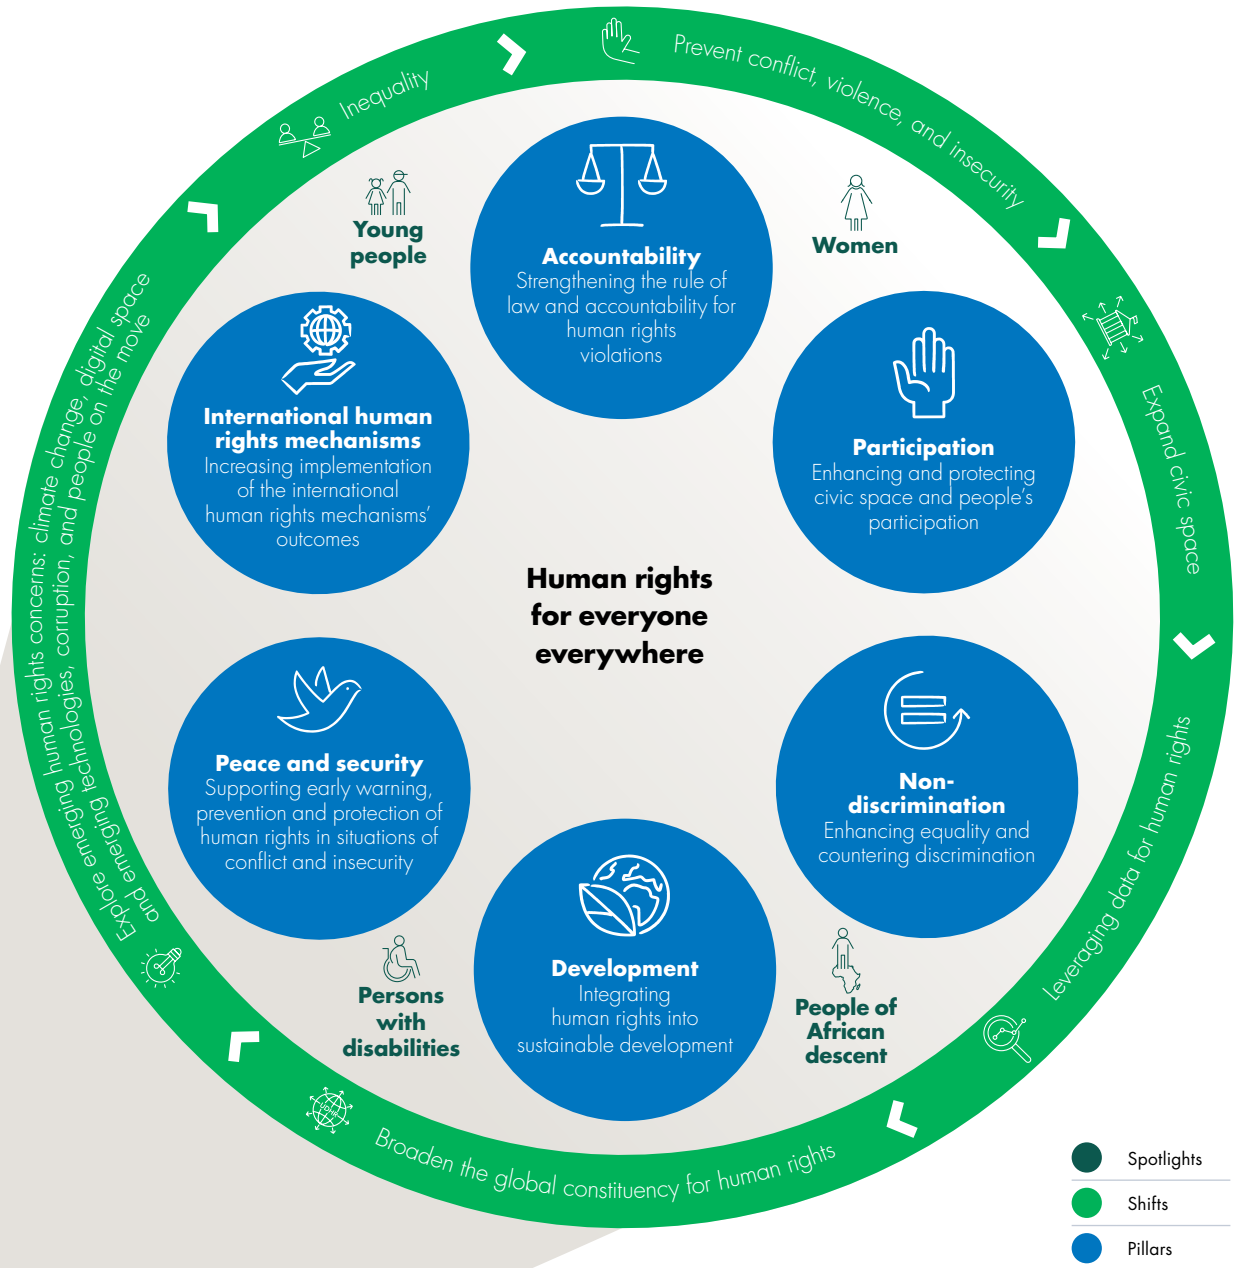 Inequality
Prevent conflict, violence, and insecurity
Expand civic space
Leveraging data for human rights
Broaden the global constituency for human rights
Explore emerging human rights concerns: climate change, digital space
and emerging technologies, corruption, and people on the move
Young
people
Women
Accountability
Strengthening the rule of
law and accountability for
human rights
violations
International human
rights mechanisms
Increasing implementation
of the international
human rights mechanisms’
outcomes
Participation
Enhancing and protecting
civic space and people’s
participation
Human rights
for everyone
everywhere
Peace and security
Supporting early warning,
prevention and protection of
human rights in situations of
conflict and insecurity
Non-
discrimination
Enhancing equality and
countering discrimination
Development
Integrating
human rights into
sustainable development
Persons
with
disabilities
People of
African
descent
UDHR
Spotlights
Shifts
Pillars